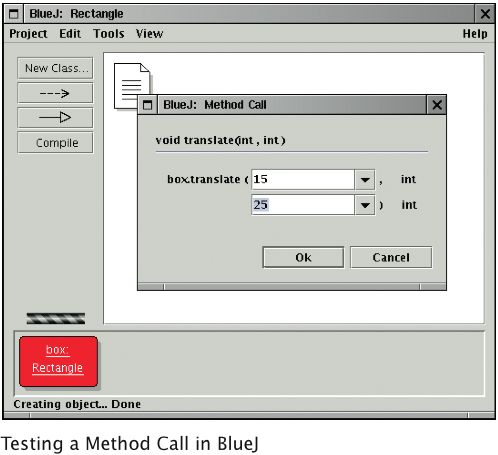 BlueJ: Rectangle
Project Edit Tools View Help
New Class...
Compile
BlueJ: Method Call
void translate(int, int)
box.translate ( 15 , int
25 ) int
Ok Cancel
box:
Rectangle
Creating object... Done
Testing a Method Call in BlueJ